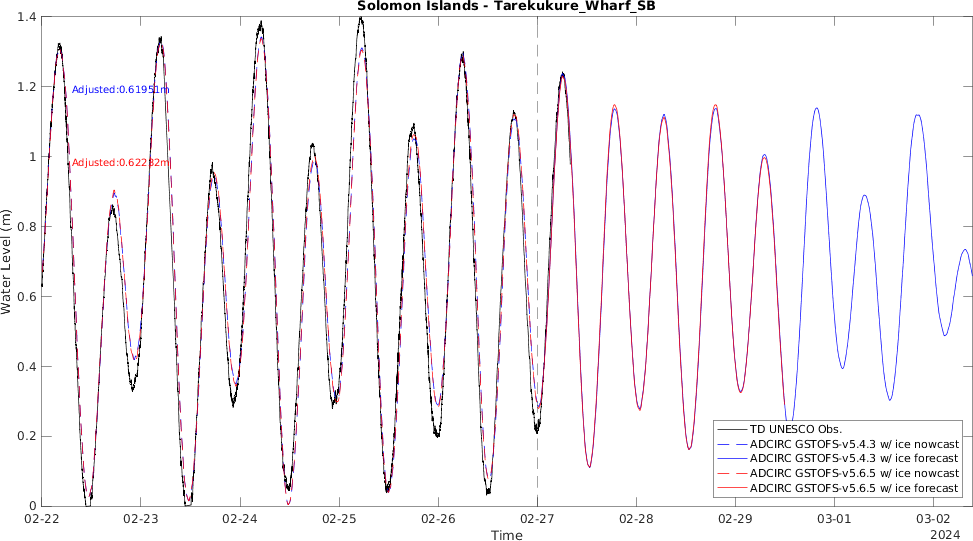 Solomon Islands - Tarekukure_Wharf_SB
1.4
1.2
1
0.8
0.6
0.4
0.2
0
Water Level (m)
Adjusted:0.61951m
Adjusted:0.62282m
TD UNESCO Obs.
ADCIRC GSTOFS-v5.4.3 w/ ice nowcast
ADCIRC GSTOFS-v5.4.3 w/ ice forecast
ADCIRC GSTOFS-v5.6.5 w/ ice nowcast
ADCIRC GSTOFS-v5.6.5 w/ ice forecast
02-22 02-23 02-24 02-25 02-26 02-27 02-28 02-29 03-01 03-02
Time
2024